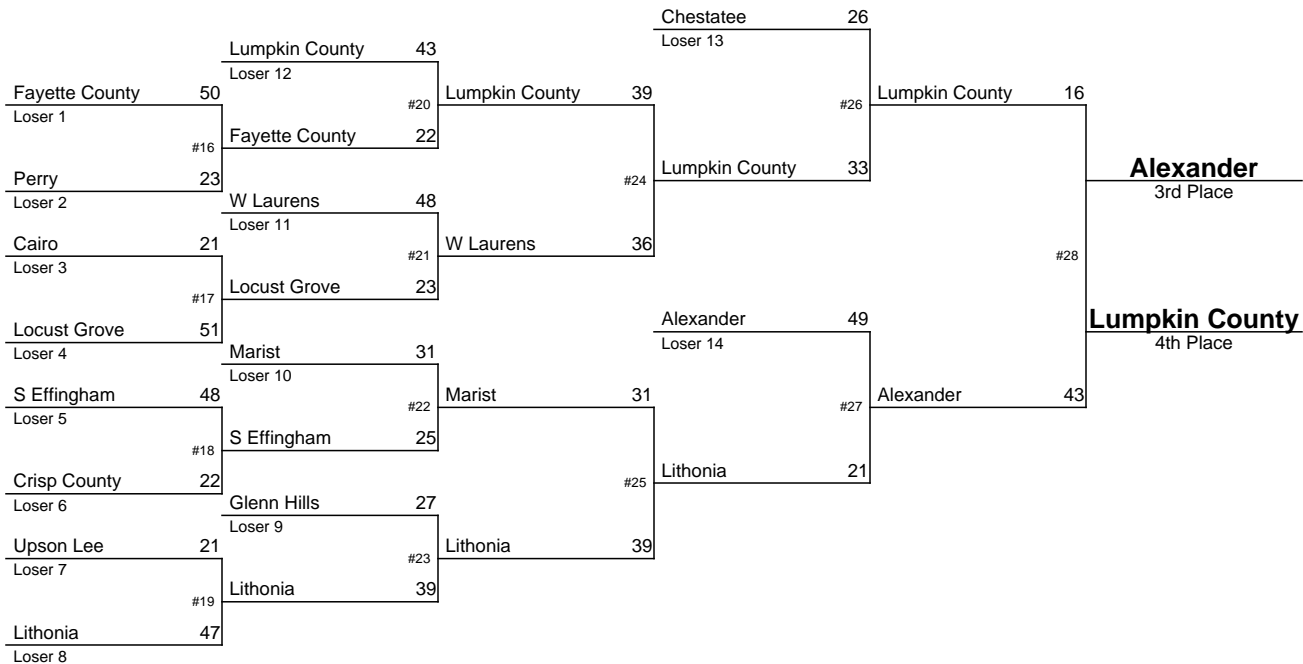 Chestatee 26
Loser 13
Lumpkin County 43
Loser 12
Fayette County 50
Loser 1
#20
Lumpkin County 39
#26
Lumpkin County 16
#16
Fayette County 22
Perry 23
Loser 2
#24
Lumpkin County 33
Alexander
3rd Place
W Laurens 48
Loser 11
Cairo 21
Loser 3
#21
W Laurens 36
#28
#17
Locust Grove 23
Locust Grove 51
Loser 4
Alexander 49
Loser 14
Lumpkin County
4th Place
Marist 31
Loser 10
S Effingham 48
Loser 5
#22
Marist 31
#27
Alexander 43
#18
S Effingham 25
Crisp County 22
Loser 6
#25
Lithonia 21
Glenn Hills 27
Loser 9
Upson Lee 21
Loser 7
#23
Lithonia 39
#19
Lithonia 39
Lithonia 47
Loser 8